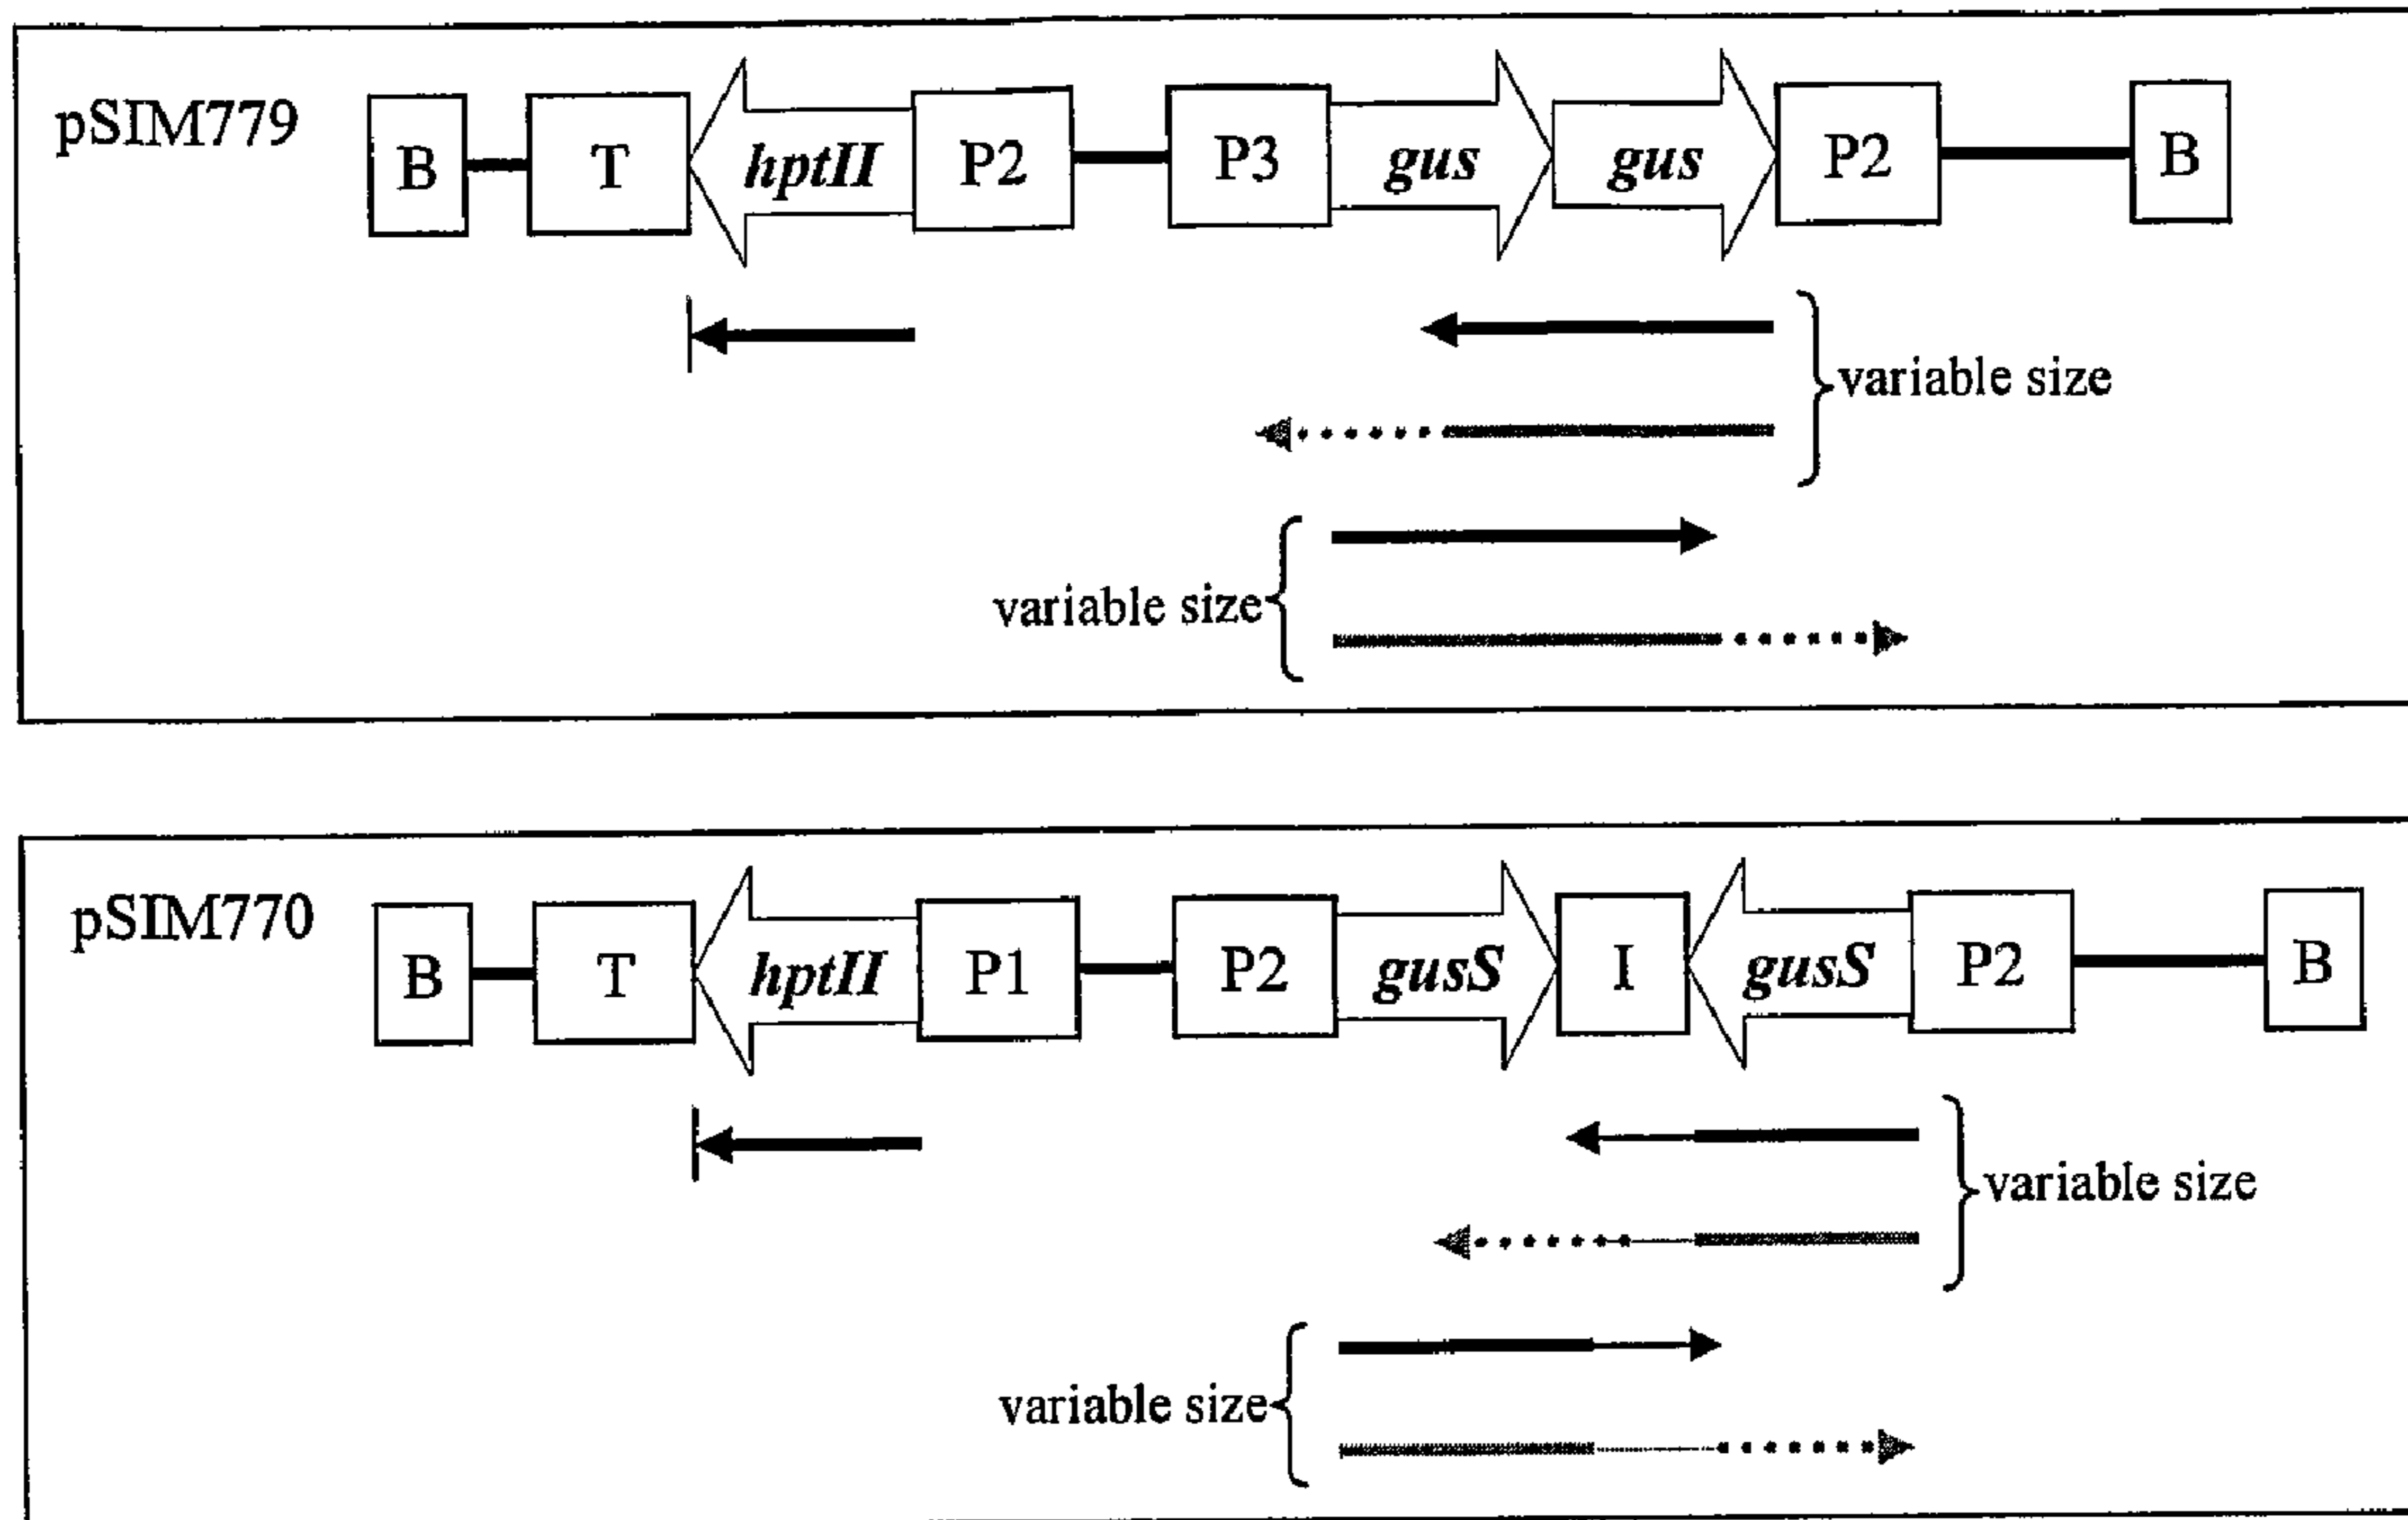 pSIM779
B T hptII P2 P3 gus gus P2 B
variable size
variable size
pSIM770
B T hptII P1 P2 gusS I gusS P2 B
variable size
variable size